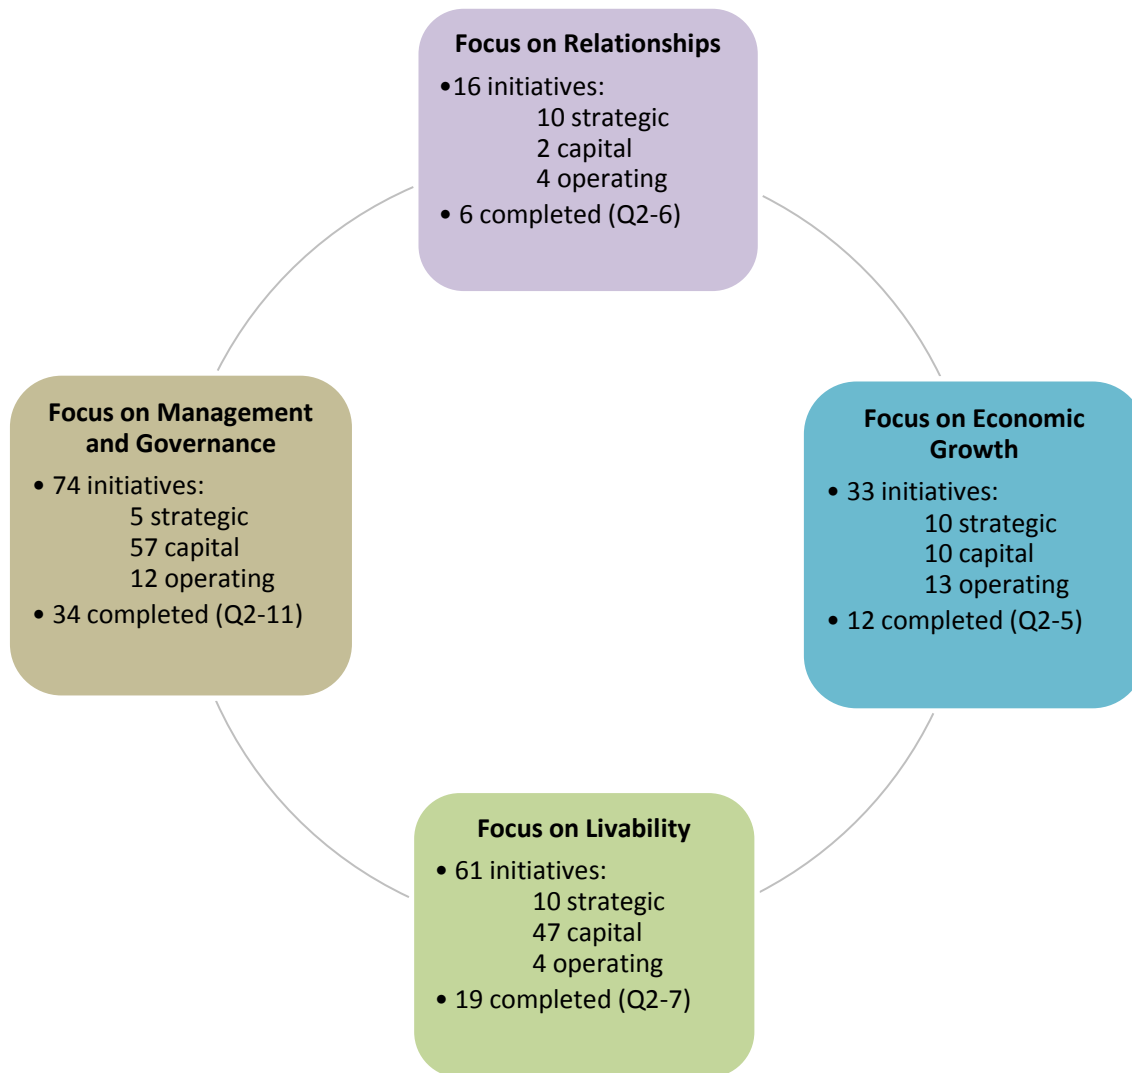 Focus on Relationships
•16 initiatives:
10 strategic
2 capital
4 operating
• 6 completed (Q2-6)
Focus on Management
and Governance
• 74 initiatives:
5 strategic
57 capital
12 operating
• 34 completed (Q2-11)
Focus on Economic
Growth
• 33 initiatives:
10 strategic
10 capital
13 operating
• 12 completed (Q2-5)
Focus on Livability
• 61 initiatives:
10 strategic
47 capital
4 operating
• 19 completed (Q2-7)